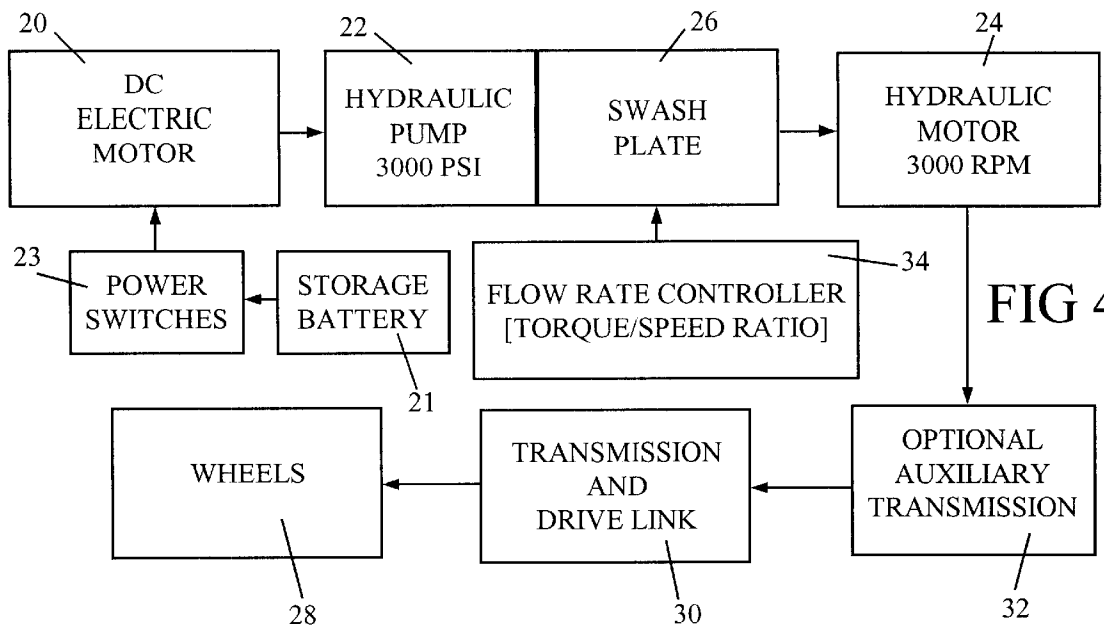 20
22
26
24
DC
ELECTRIC
MOTOR
HYDRAULIC
PUMP
3000 PSI
SWASH
PLATE
HYDRAULIC
MOTOR
3000 RPM
23
POWER
SWITCHES
STORAGE
BATTERY
21
FLOW RATE CONTROLLER
[TORQUE/SPEED RATIO]
34
FIG 4
WHEELS
28
TRANSMISSION
AND
DRIVE LINK
30
OPTIONAL
AUXILIARY
TRANSMISSION
32